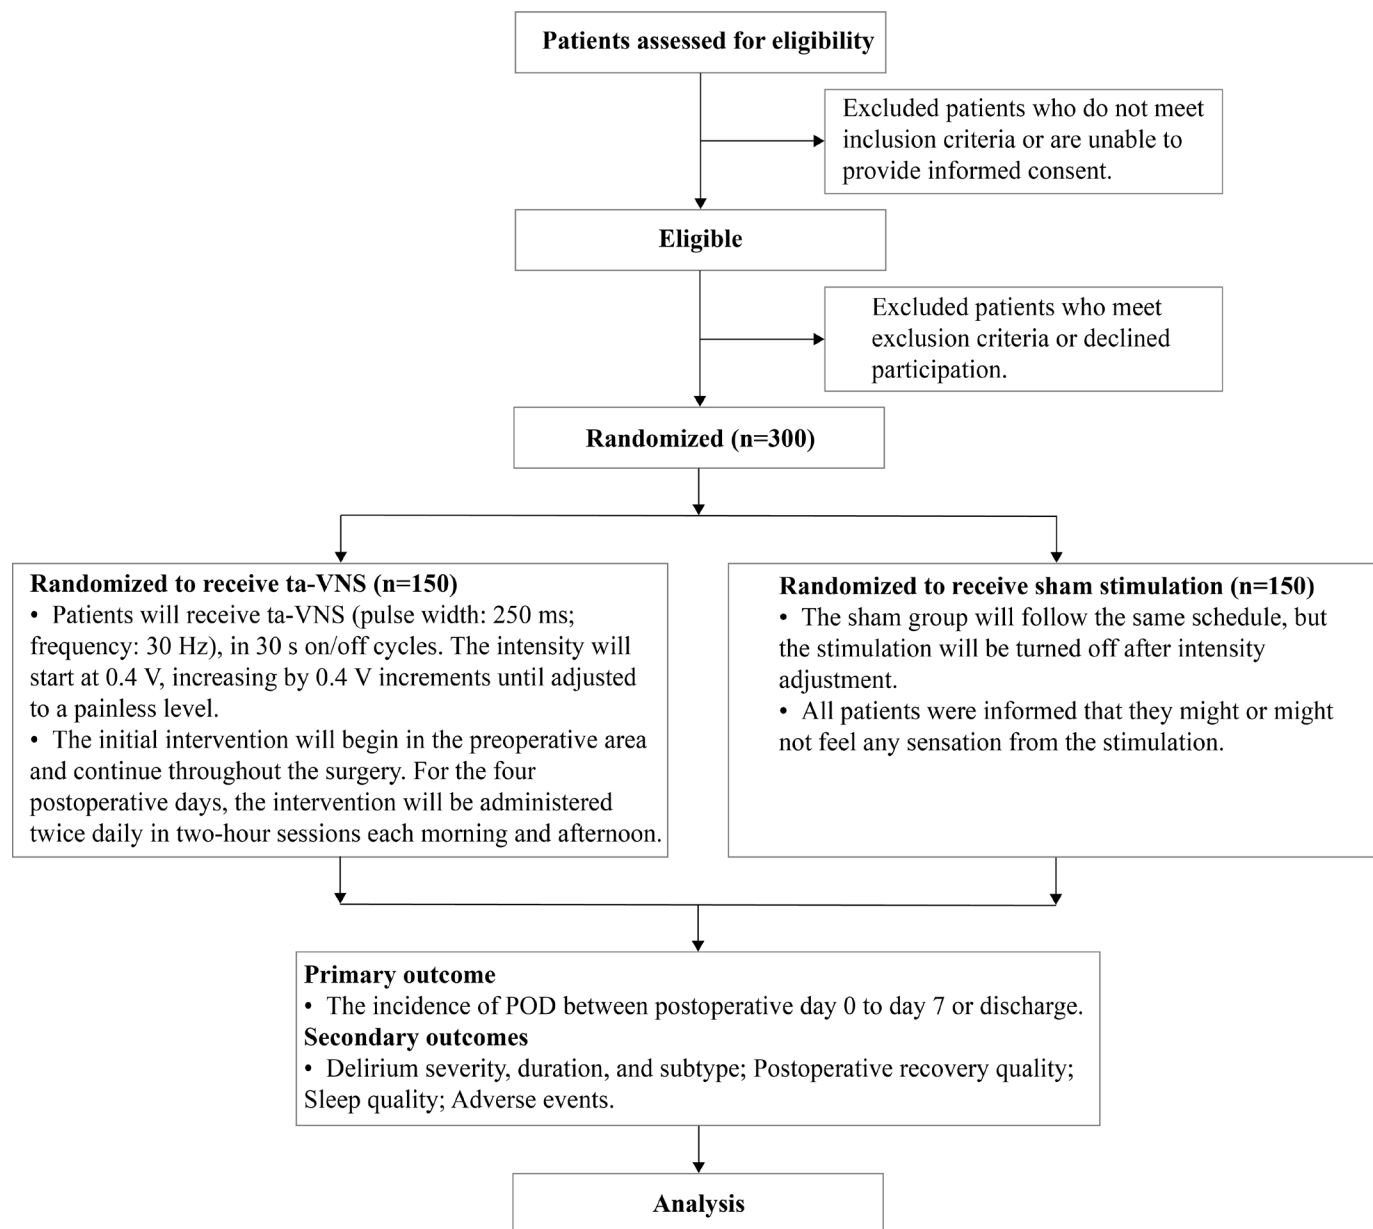 Patients assessed for eligibility
Excluded patients who do not meet
inclusion criteria or are unable to
provide informed consent.
Eligible
Excluded patients who meet
exclusion criteria or declined
participation.
Randomized (n=300)
Randomized to receive ta-VNS (n=150)
• Patients will receive ta-VNS (pulse width: 250 ms;
frequency: 30 Hz), in 30 s on/off cycles. The intensity will
start at 0.4 V, increasing by 0.4 V increments until adjusted
to a painless level.
• The initial intervention will begin in the preoperative area
and continue throughout the surgery. For the four
postoperative days, the intervention will be administered
twice daily in two-hour sessions each morning and afternoon.
Randomized to receive sham stimulation (n=150)
• The sham group will follow the same schedule, but
the stimulation will be turned off after intensity
adjustment.
• All patients were informed that they might or might
not feel any sensation from the stimulation.
Primary outcome
• The incidence of POD between postoperative day 0 to day 7 or discharge.
Secondary outcomes
• Delirium severity, duration, and subtype; Postoperative recovery quality;
Sleep quality; Adverse events.
Analysis